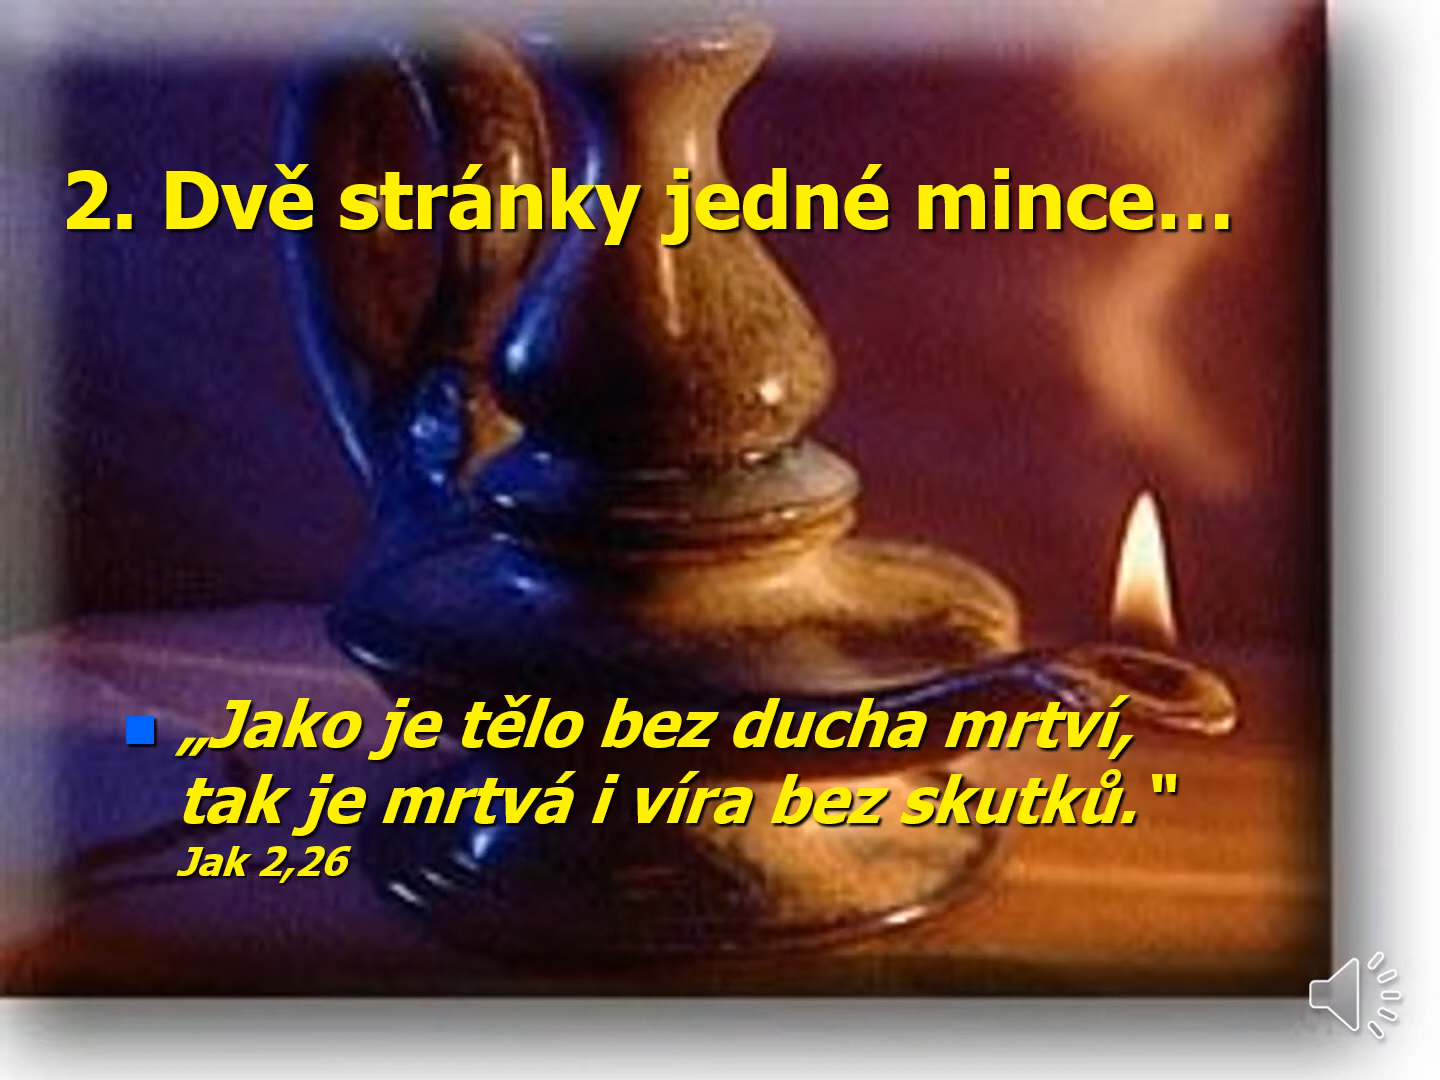 2. Dvě stránky jedné mince…
„Jako je tělo bez ducha mrtví,
tak je mrtvá i víra bez skutků."
Jak 2,26